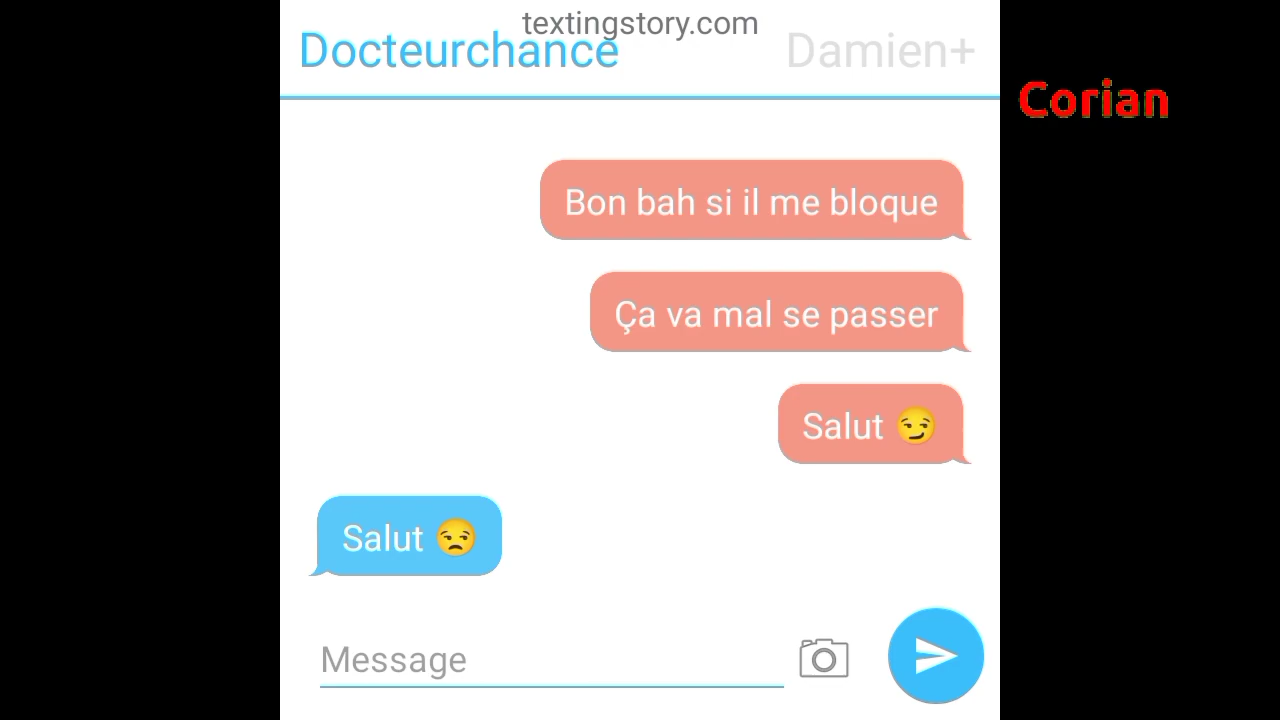 textingstory.com
Docteurchance Damien+
Corian
Bon bah si il me bloque
Ça va mal se passer
Salut 😏
Salut 😒
Message